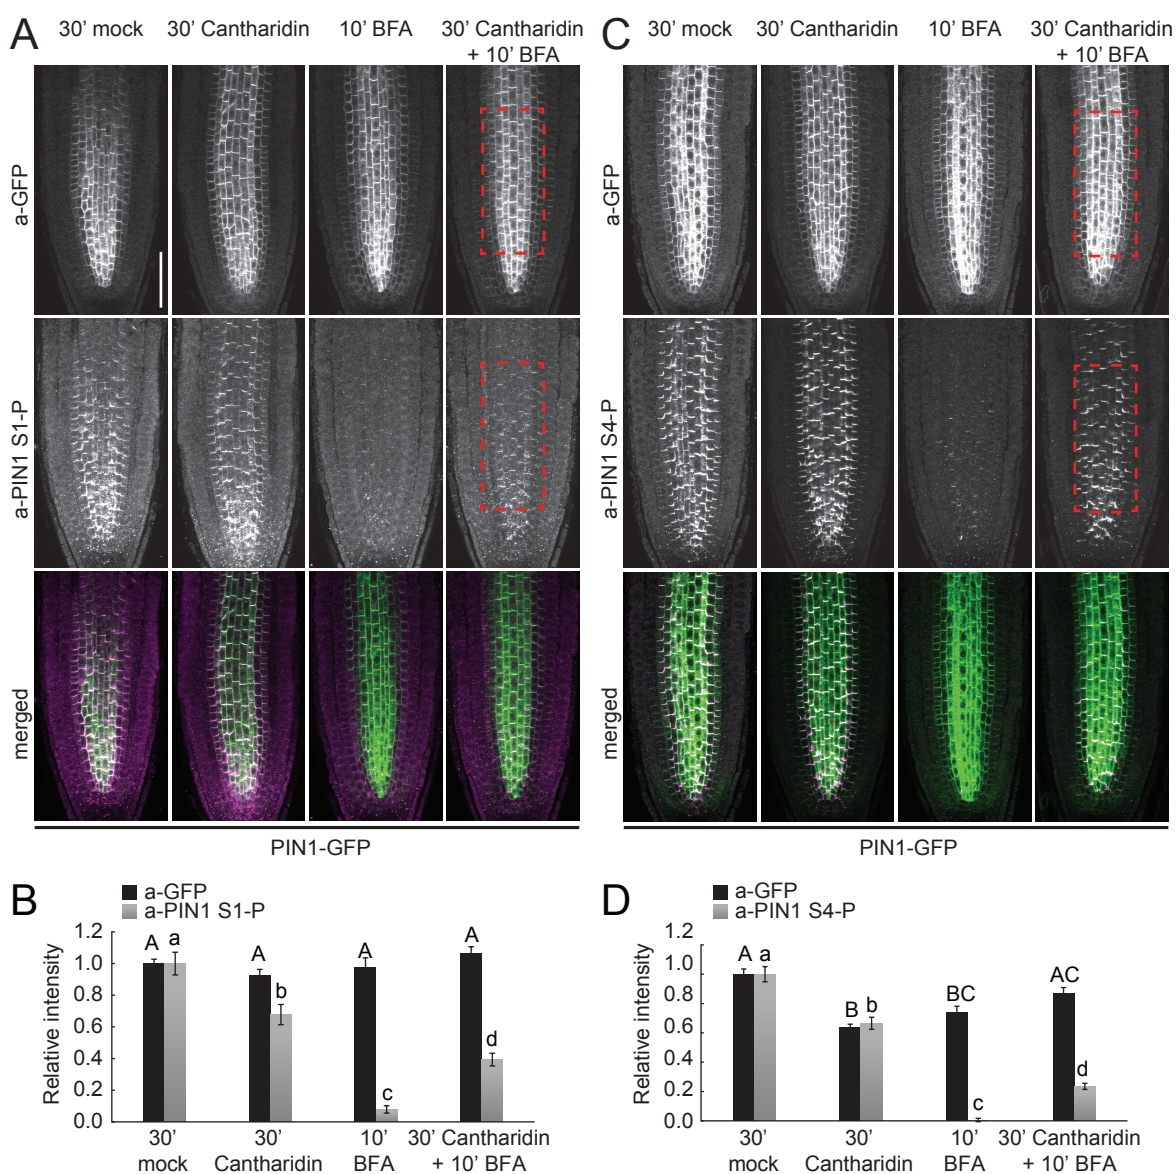 A
30’ mock
30’ Cantharidin
10’ BFA
30’ Cantharidin
+ 10’ BFA
a-GFP
a-PIN1 S1-P
merged
PIN1-GFP
C
30’ mock
30’ Cantharidin
10’ BFA
30’ Cantharidin
+ 10’ BFA
a-GFP
a-PIN1 S4-P
merged
PIN1-GFP
B
a-GFP
a-PIN1 S1-P
Relative intensity
1.2
1.0
0.8
0.6
0.4
0.2
0.0
A a
A b
A c
A d
30’
mock
30’
Cantharidin
10’
BFA
30’ Cantharidin
+ 10’ BFA
D
a-GFP
a-PIN1 S4-P
Relative intensity
1.2
1.0
0.8
0.6
0.4
0.2
0.0
A a
B b
BC c
AC d
30’
mock
30’
Cantharidin
10’
BFA
30’ Cantharidin
+ 10’ BFA